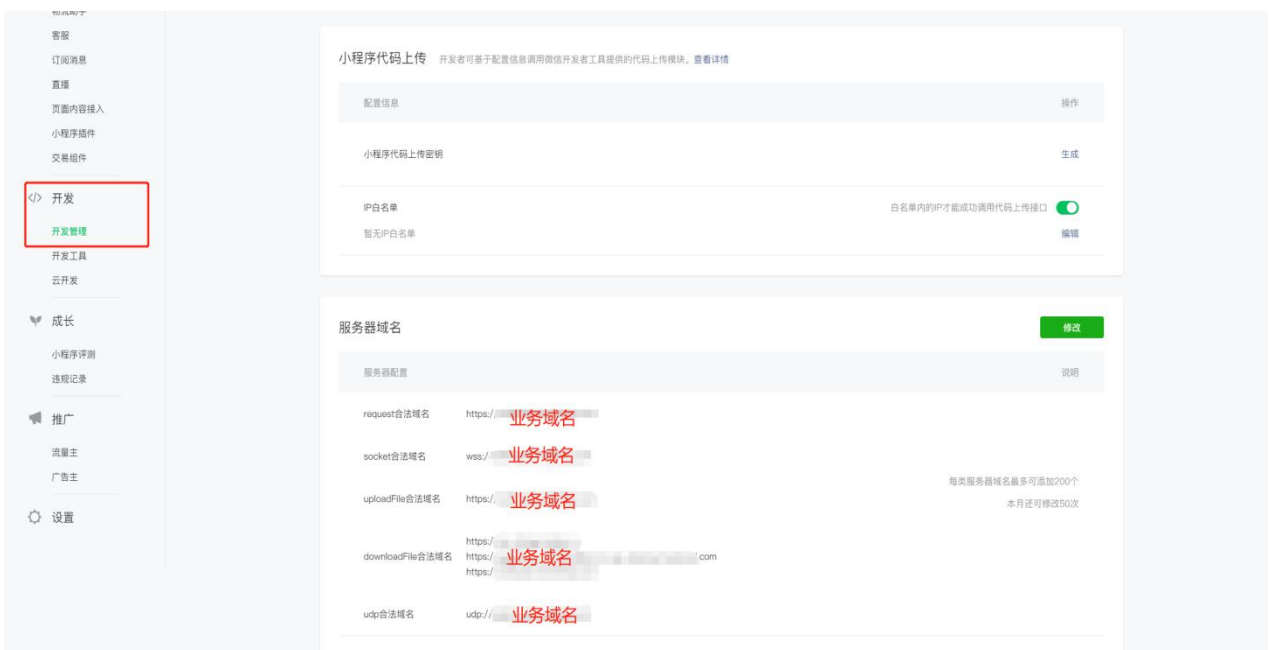 客服
订阅消息
直播
页面内容接入
小程序插件
交易组件
</> 开发
开发管理
开发工具
云开发
成长
小程序评测
违规记录
推广
流量主
广告主
设置
小程序代码上传 开发者可基于配置信息调用微信开发者工具提供的代码上传模块。查看详情
配置信息 操作
小程序代码上传密钥 生成
IP白名单 白名单内的IP才能成功调用代码上传接口
暂无IP白名单 编辑
服务器域名 修改
服务器配置 说明
request合法域名 https:/ 业务域名
socket合法域名 wss:/ 业务域名
uploadFile合法域名 https:/ 业务域名
每类服务器域名最多可添加200个
本月还可修改50次
https:/
downloadFile合法域名 https:/ 业务域名 .com
https:/
udp合法域名 udp:// 业务域名